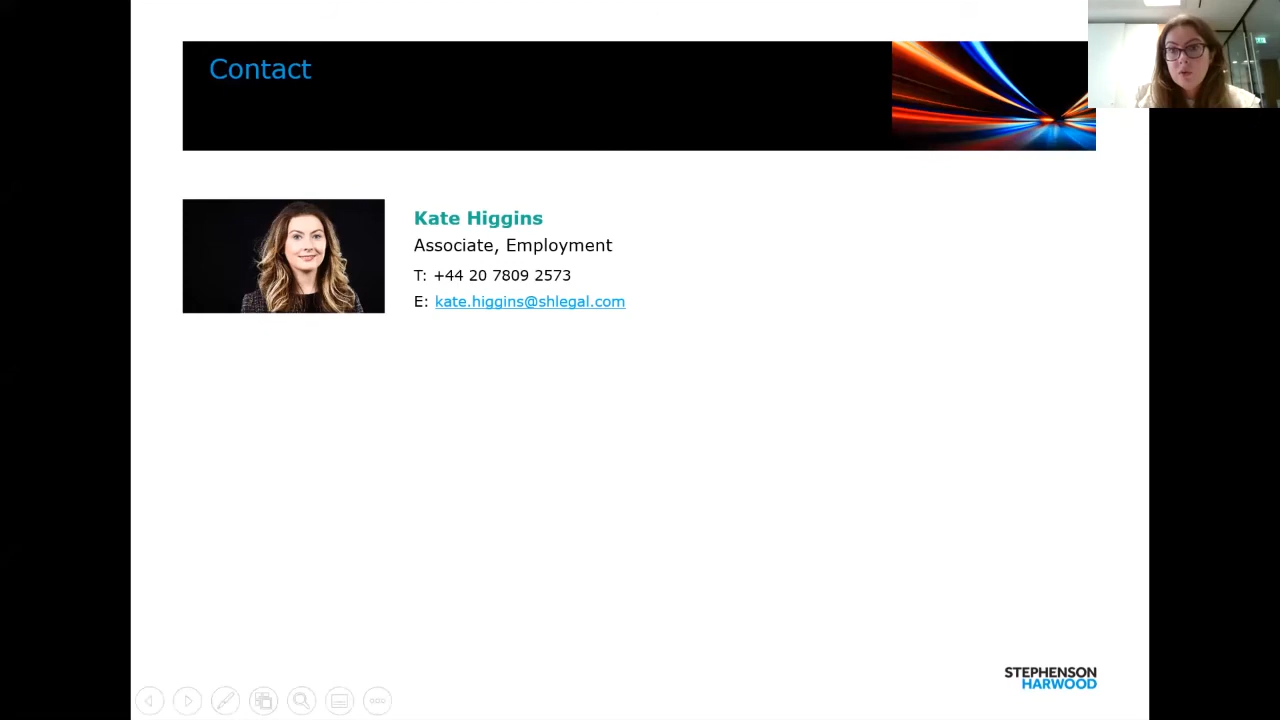 Contact
Kate Higgins
Associate, Employment
T: +44 20 7809 2573
E: kate.higgins@shlegal.com
STEPHENSON
HARWOOD